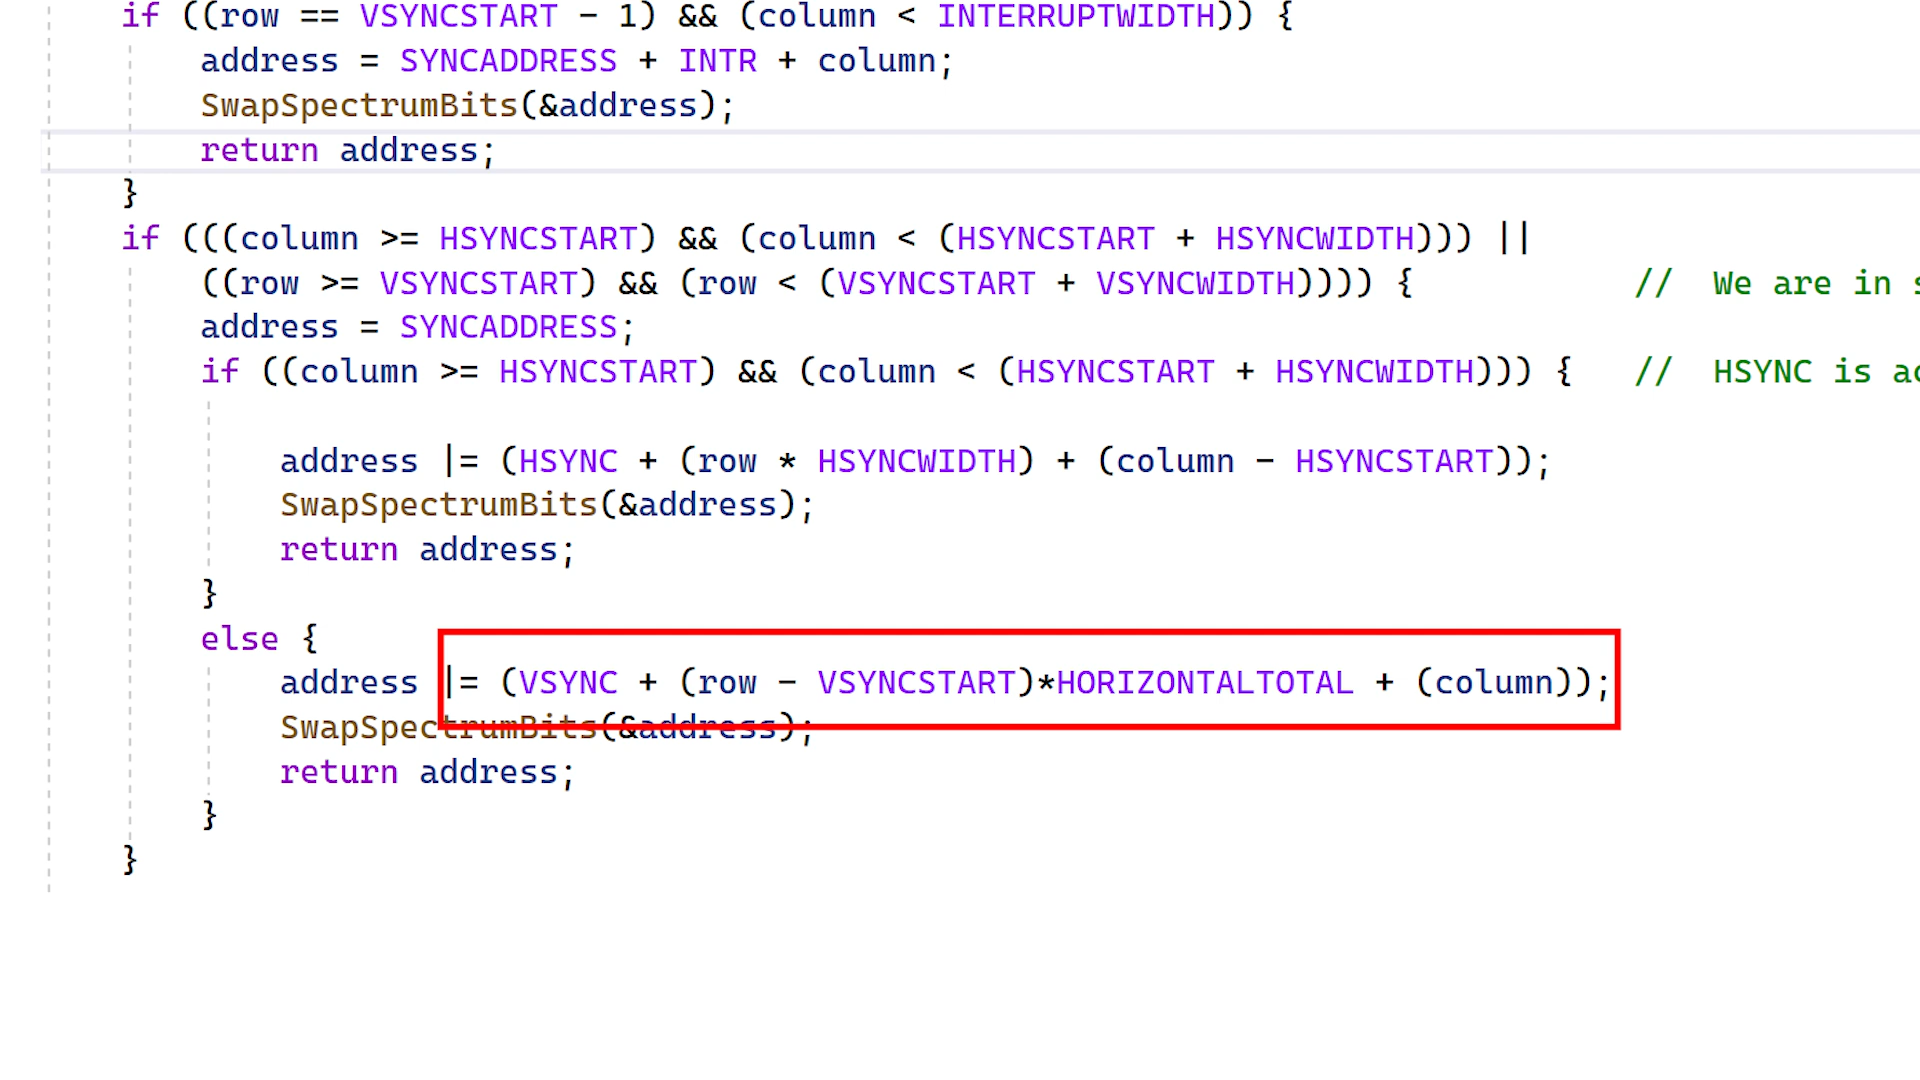 if ((row == VSYNCSTART - 1) && (column < INTERRUPTWIDTH)) {
address = SYNCADDRESS + INTR + column;
SwapSpectrumBits(&address);
return address;
}
if (((column >= HSYNCSTART) && (column < (HSYNCSTART + HSYNCWIDTH))) ||
((row >= VSYNCSTART) && (row < (VSYNCSTART + VSYNCWIDTH)))) { // We are in
address = SYNCADDRESS;
if ((column >= HSYNCSTART) && (column < (HSYNCSTART + HSYNCWIDTH))) { // HSYNC is
address |= (HSYNC + (row * HSYNCWIDTH) + (column - HSYNCSTART));
SwapSpectrumBits(&address);
return address;
}
else {
address |= (VSYNC + (row - VSYNCSTART)*HORIZONTALTOTAL + (column));
SwapSpectrumBits(&address);
return address;
}
}